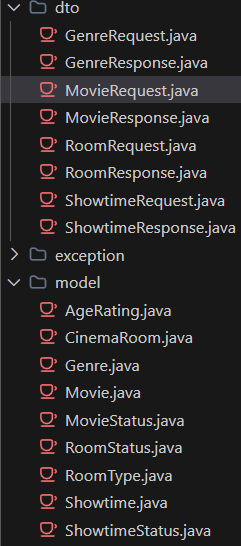 dto
GenreRequest.java
GenreResponse.java
MovieRequest.java
MovieResponse.java
RoomRequest.java
RoomResponse.java
ShowtimeRequest.java
ShowtimeResponse.java
exception
model
AgeRating.java
CinemaRoom.java
Genre.java
Movie.java
MovieStatus.java
RoomStatus.java
RoomType.java
Showtime.java
ShowtimeStatus.java